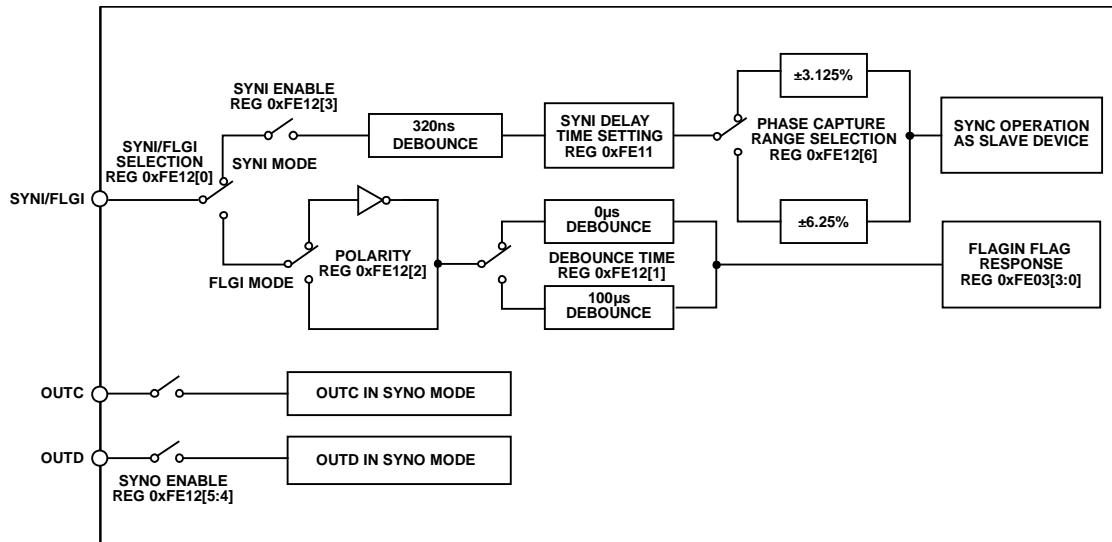 SYNI ENABLE
REG 0xFE12[3]
SYNI/FLGI
SELECTION
REG 0xFE12[0]
SYNI MODE
320ns
DEBOUNCE
SYNI DELAY
TIME SETTING
REG 0xFE11
±3.125%
PHASE CAPTURE
RANGE SELECTION
REG 0xFE12[6]
±6.25%
SYNC OPERATION
AS SLAVE DEVICE
SYNI/FLGI
FLGI MODE
POLARITY
REG 0xFE12[2]
0µs
DEBOUNCE
DEBOUNCE TIME
REG 0xFE12[1]
100µs
DEBOUNCE
FLAGIN FLAG
RESPONSE
REG 0xFE03[3:0]
OUTC
OUTC IN SYNO MODE
OUTD
OUTD IN SYNO MODE
SYNO ENABLE
REG 0xFE12[5:4]